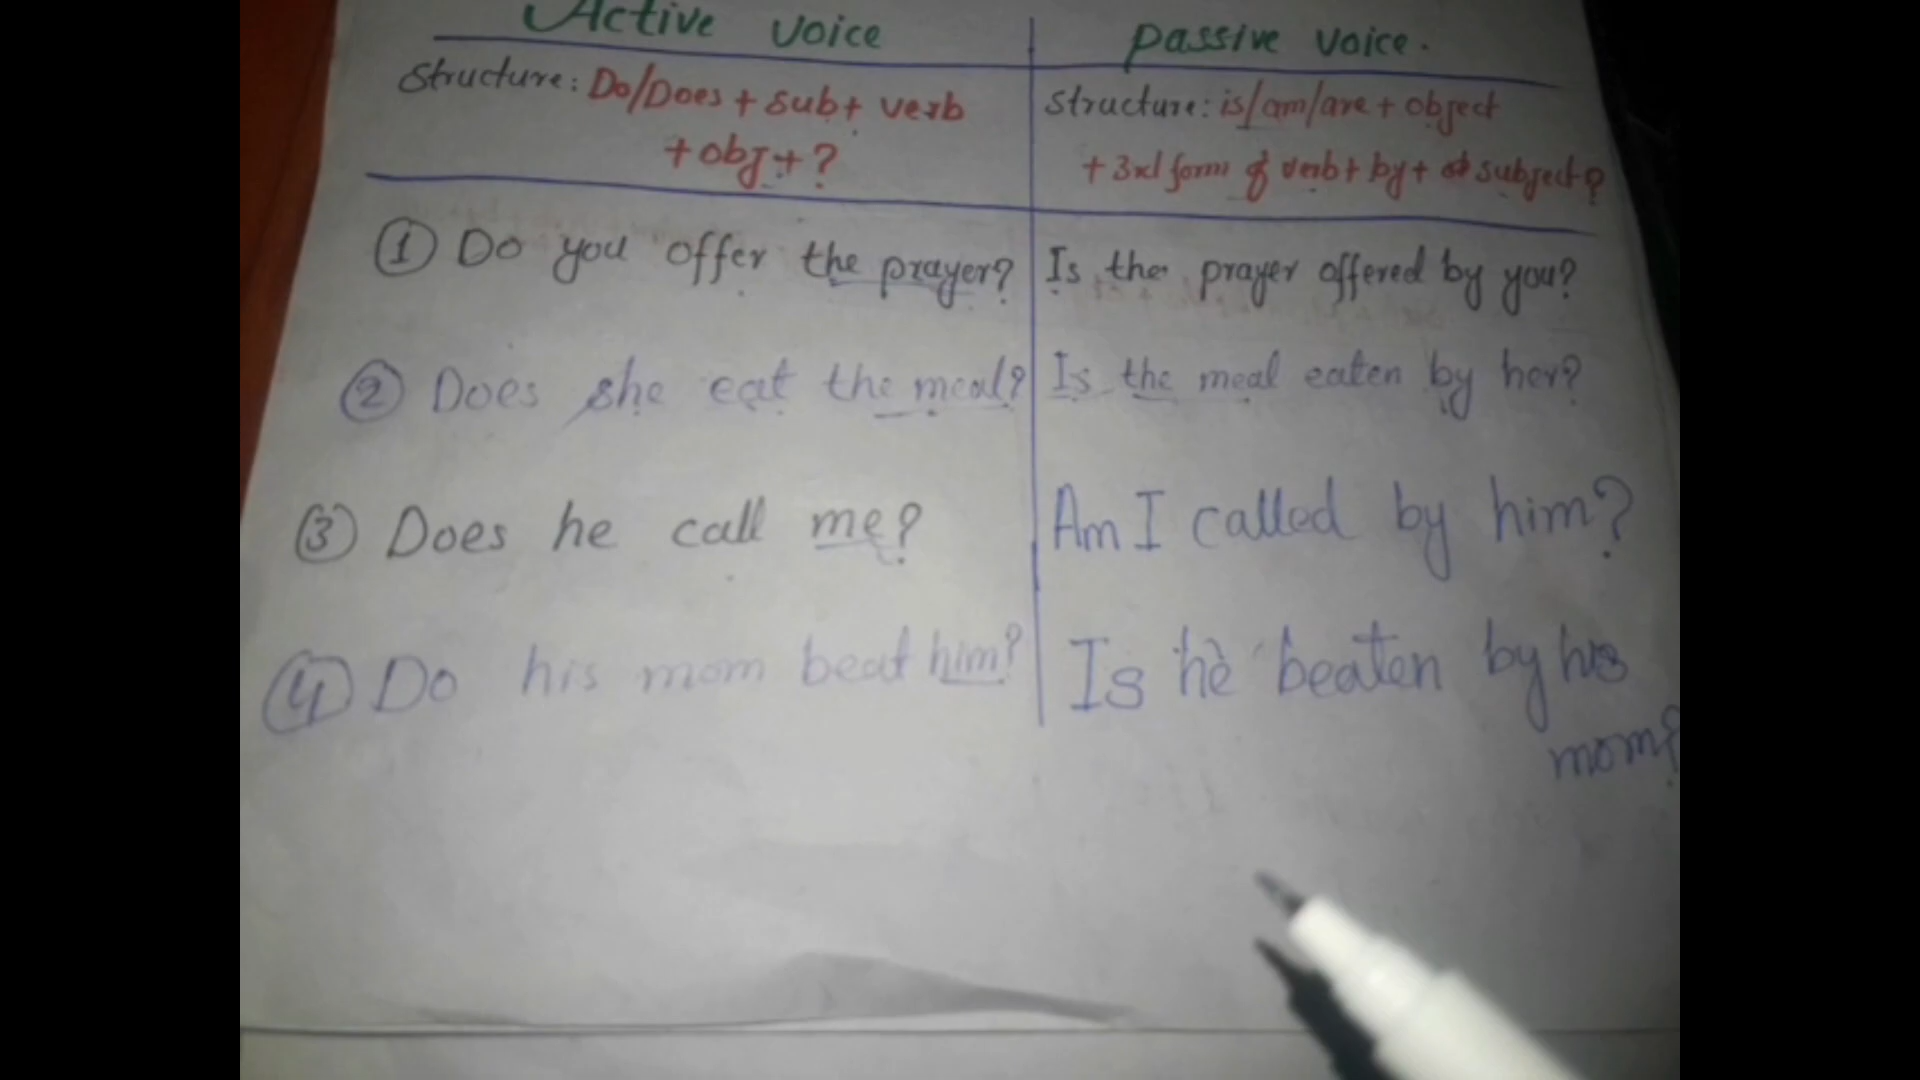 Active voice
passive voice.
Structure: Do/Does + sub + verb
+ obj + ?
Structure: is/am/are + object
+ 3rd form of verb + by + subject ?
① Do you offer the prayer?
Is the prayer offered by you?
② Does she eat the meal?
Is the meal eaten by her?
③ Does he call me?
Am I called by him?
④ Do his mom beat him?
Is he beaten by his
mom?